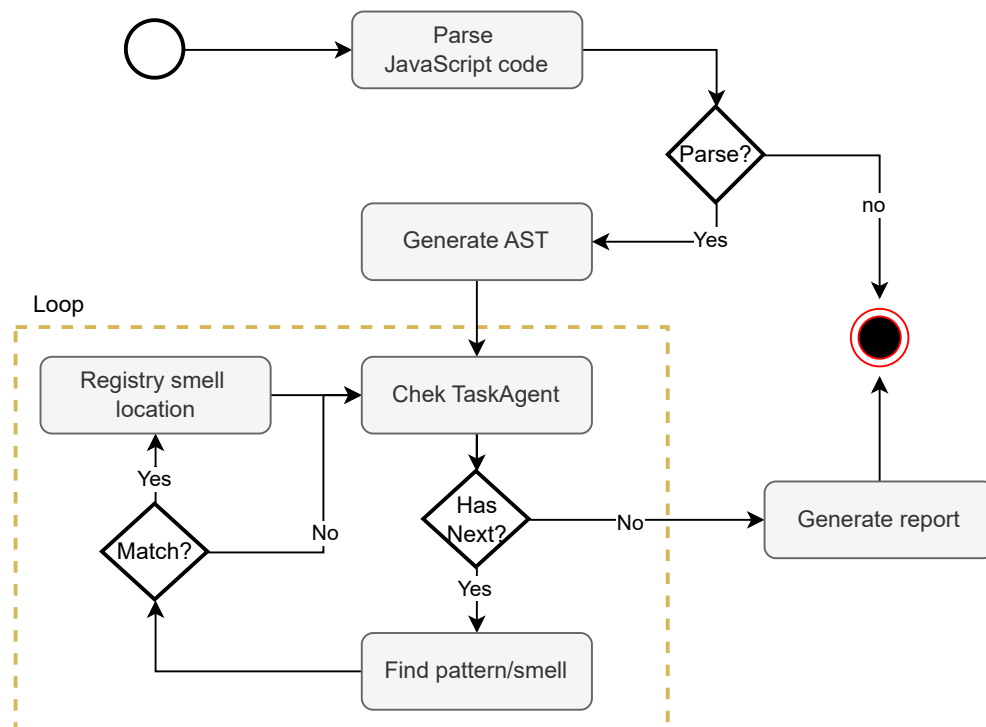 Parse
JavaScript code
Parse?
no
Yes
Generate AST
Loop
Registry smell
location
Chek TaskAgent
Yes
Has
Next?
No
Generate report
Match?
No
Yes
Find pattern/smell